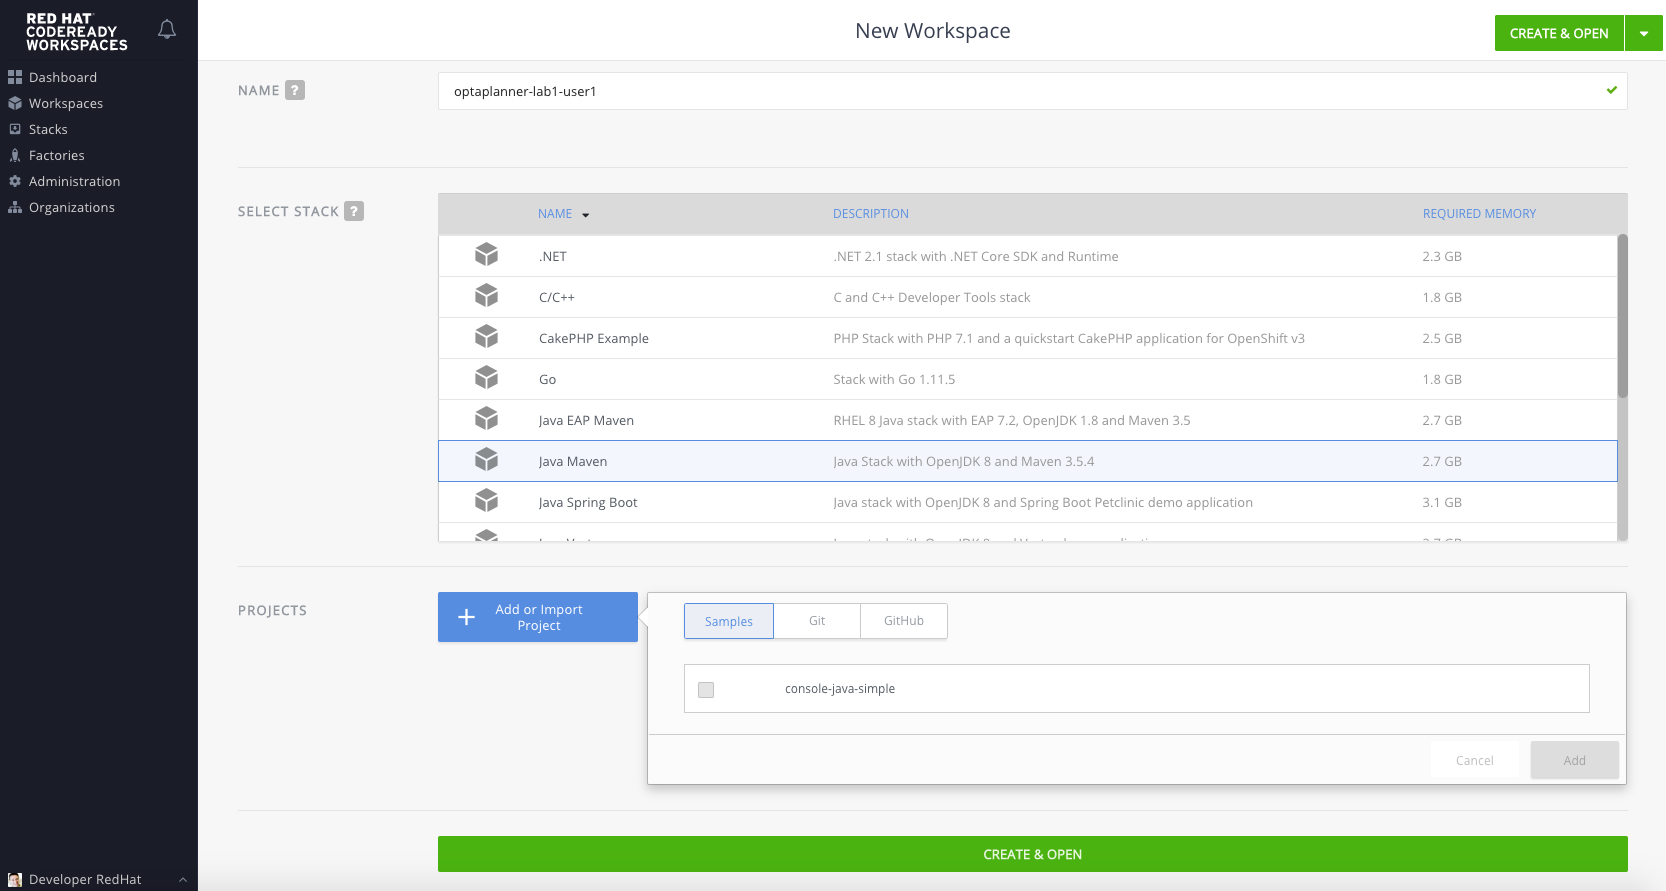 RED HAT
CODEREADY
WORKSPACES
New Workspace
CREATE & OPEN
Dashboard
Workspaces
Stacks
Factories
Administration
Organizations
NAME ?
optaplanner-lab1-user1
SELECT STACK ?
NAME DESCRIPTION REQUIRED MEMORY
.NET .NET 2.1 stack with .NET Core SDK and Runtime 2.3 GB
C/C++ C and C++ Developer Tools stack 1.8 GB
CakePHP Example PHP Stack with PHP 7.1 and a quickstart CakePHP application for OpenShift v3 2.5 GB
Go Stack with Go 1.11.5 1.8 GB
Java EAP Maven RHEL 8 Java stack with EAP 7.2, OpenJDK 1.8 and Maven 3.5 2.7 GB
Java Maven Java Stack with OpenJDK 8 and Maven 3.5.4 2.7 GB
Java Spring Boot Java stack with OpenJDK 8 and Spring Boot Petclinic demo application 3.1 GB
PROJECTS
Add or Import
Project
Samples Git GitHub
console-java-simple
Cancel Add
CREATE & OPEN
Developer RedHat